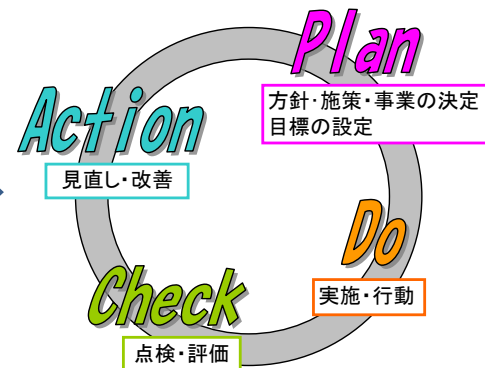 Plan
方針・施策・事業の決定
目標の設定
Do
実施・行動
Check
点検・評価
Action
見直し・改善